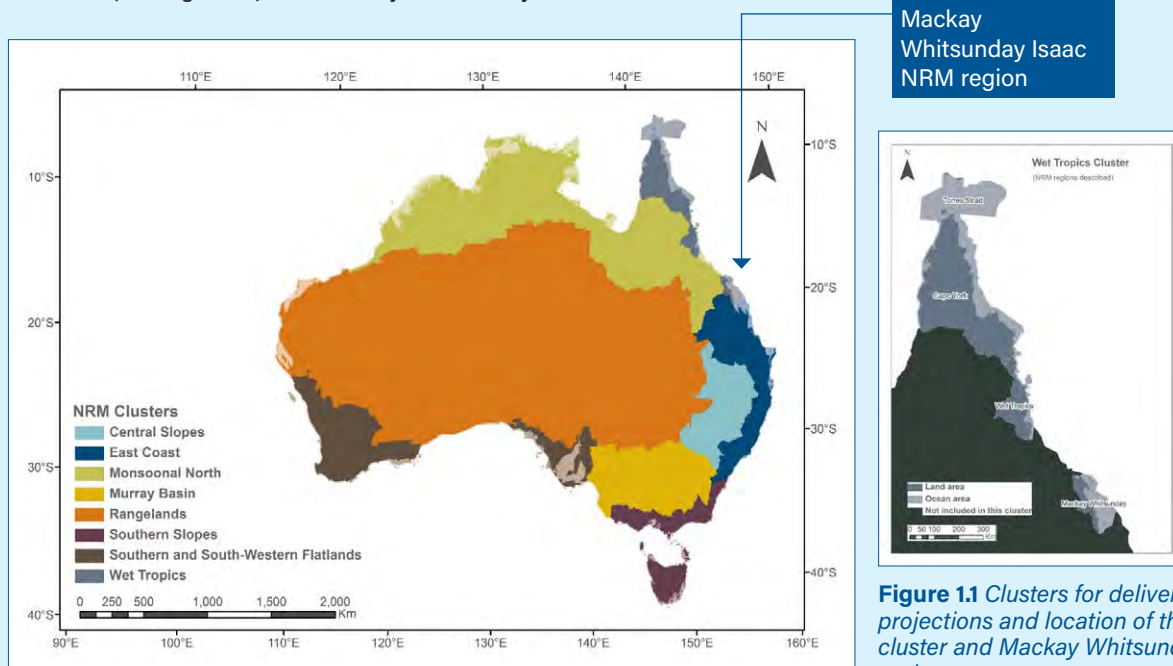 Mackay
Whitsunday Isaac
NRM region
110°E 120°E 130°E 140°E 150°E
N
10°S
10°S
20°S
20°S
30°S
30°S
40°S
40°S
NRM Clusters
Central Slopes
East Coast
Monsoonal North
Murray Basin
Rangelands
Southern Slopes
Southern and South-Western Flatlands
Wet Tropics
0 250 500 1,000 1,500 2,000
Km
90°E 100°E 110°E 120°E 130°E 140°E 150°E 160°E
N
Wet Tropics Cluster
(NRM regions described)
Torres Strait
Cape York
Wet Tropics
Mackay Whitsunday
Land area
Ocean area
Not included in this cluster
0 50 100 200 300
Km
Figure 1.1 Clusters for deliver
projections and location of th
cluster and Mackay Whitsund